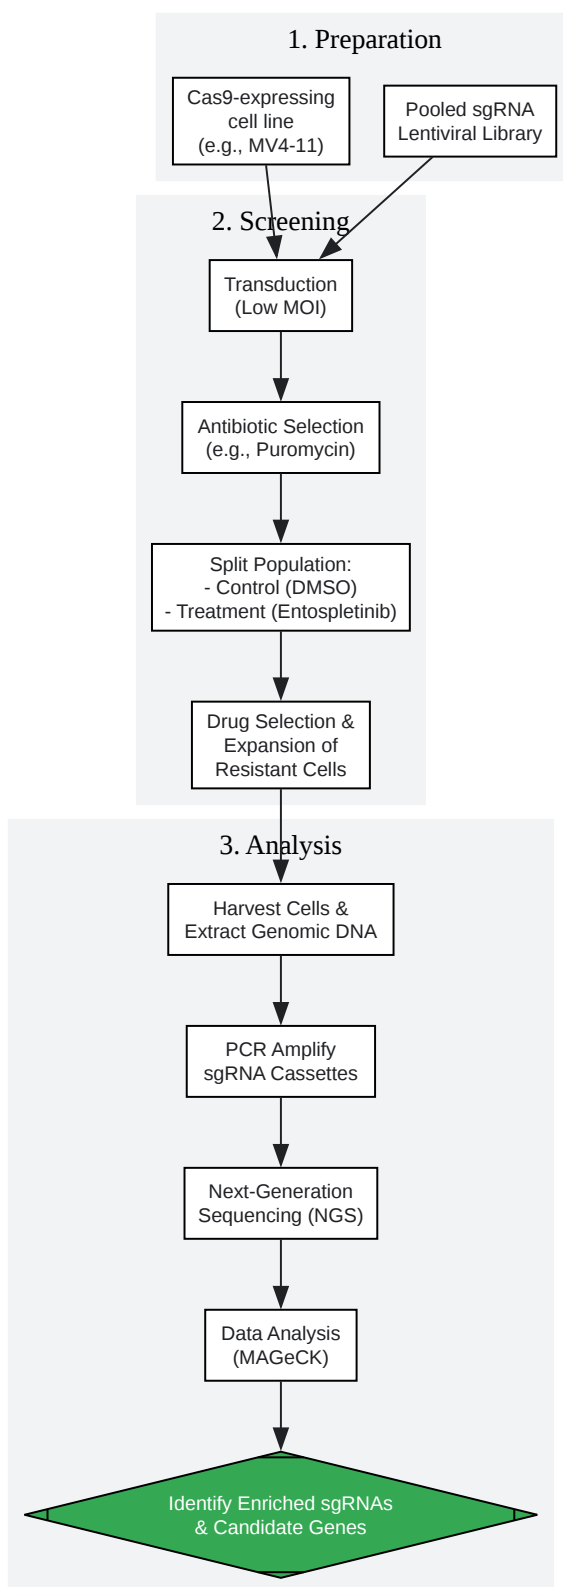 1. Preparation
Cas9-expressing
cell line
(e.g., MV4-11)
Pooled sgRNA
Lentiviral Library
2. Screening
Transduction
(Low MOI)
Antibiotic Selection
(e.g., Puromycin)
Split Population:
- Control (DMSO)
- Treatment (Entospletinib)
Drug Selection &
Expansion of
Resistant Cells
3. Analysis
Harvest Cells &
Extract Genomic DNA
PCR Amplify
sgRNA Cassettes
Next-Generation
Sequencing (NGS)
Data Analysis
(MAGeCK)
Identify Enriched sgRNAs
& Candidate Genes